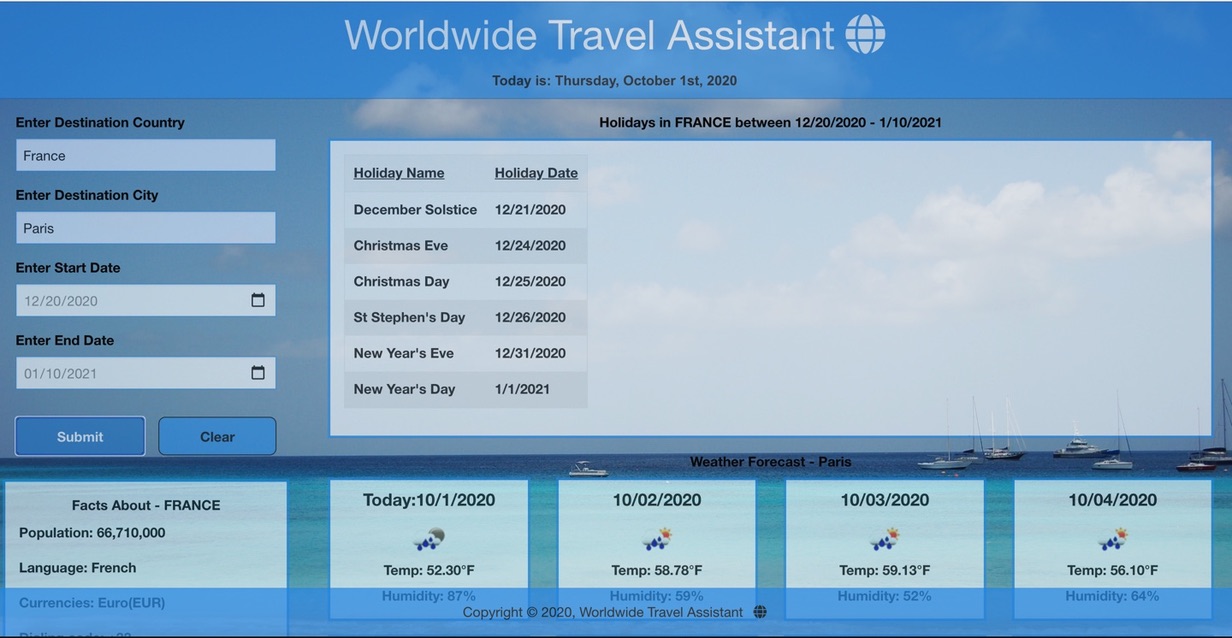 Worldwide Travel Assistant
Today is: Thursday, October 1st, 2020
Enter Destination Country
France
Enter Destination City
Paris
Enter Start Date
12/20/2020
Enter End Date
01/10/2021
Submit Clear
Holidays in FRANCE between 12/20/2020 - 1/10/2021
Holiday Name Holiday Date
December Solstice 12/21/2020
Christmas Eve 12/24/2020
Christmas Day 12/25/2020
St Stephen's Day 12/26/2020
New Year's Eve 12/31/2020
New Year's Day 1/1/2021
Facts About - FRANCE
Population: 66,710,000
Language: French
Currencies: Euro(EUR)
Weather Forecast - Paris
Today:10/1/2020
Temp: 52.30°F
Humidity: 87%
10/02/2020
Temp: 58.78°F
Humidity: 59%
10/03/2020
Temp: 59.13°F
Humidity: 52%
10/04/2020
Temp: 56.10°F
Humidity: 64%
Copyright © 2020, Worldwide Travel Assistant